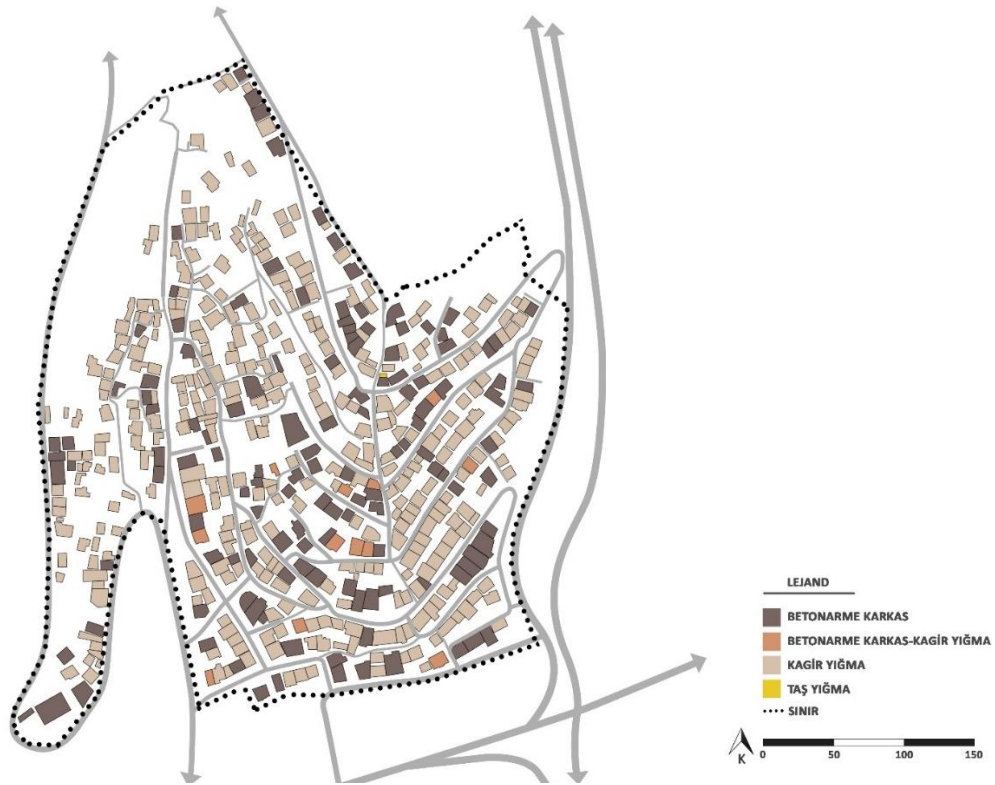 LEJAND
BETONARME KARKAS
BETONARME KARKAS-KAGİR YIĞMA
KAGİR YIĞMA
TAŞ YIĞMA
SINIR
K
0 50 100 150